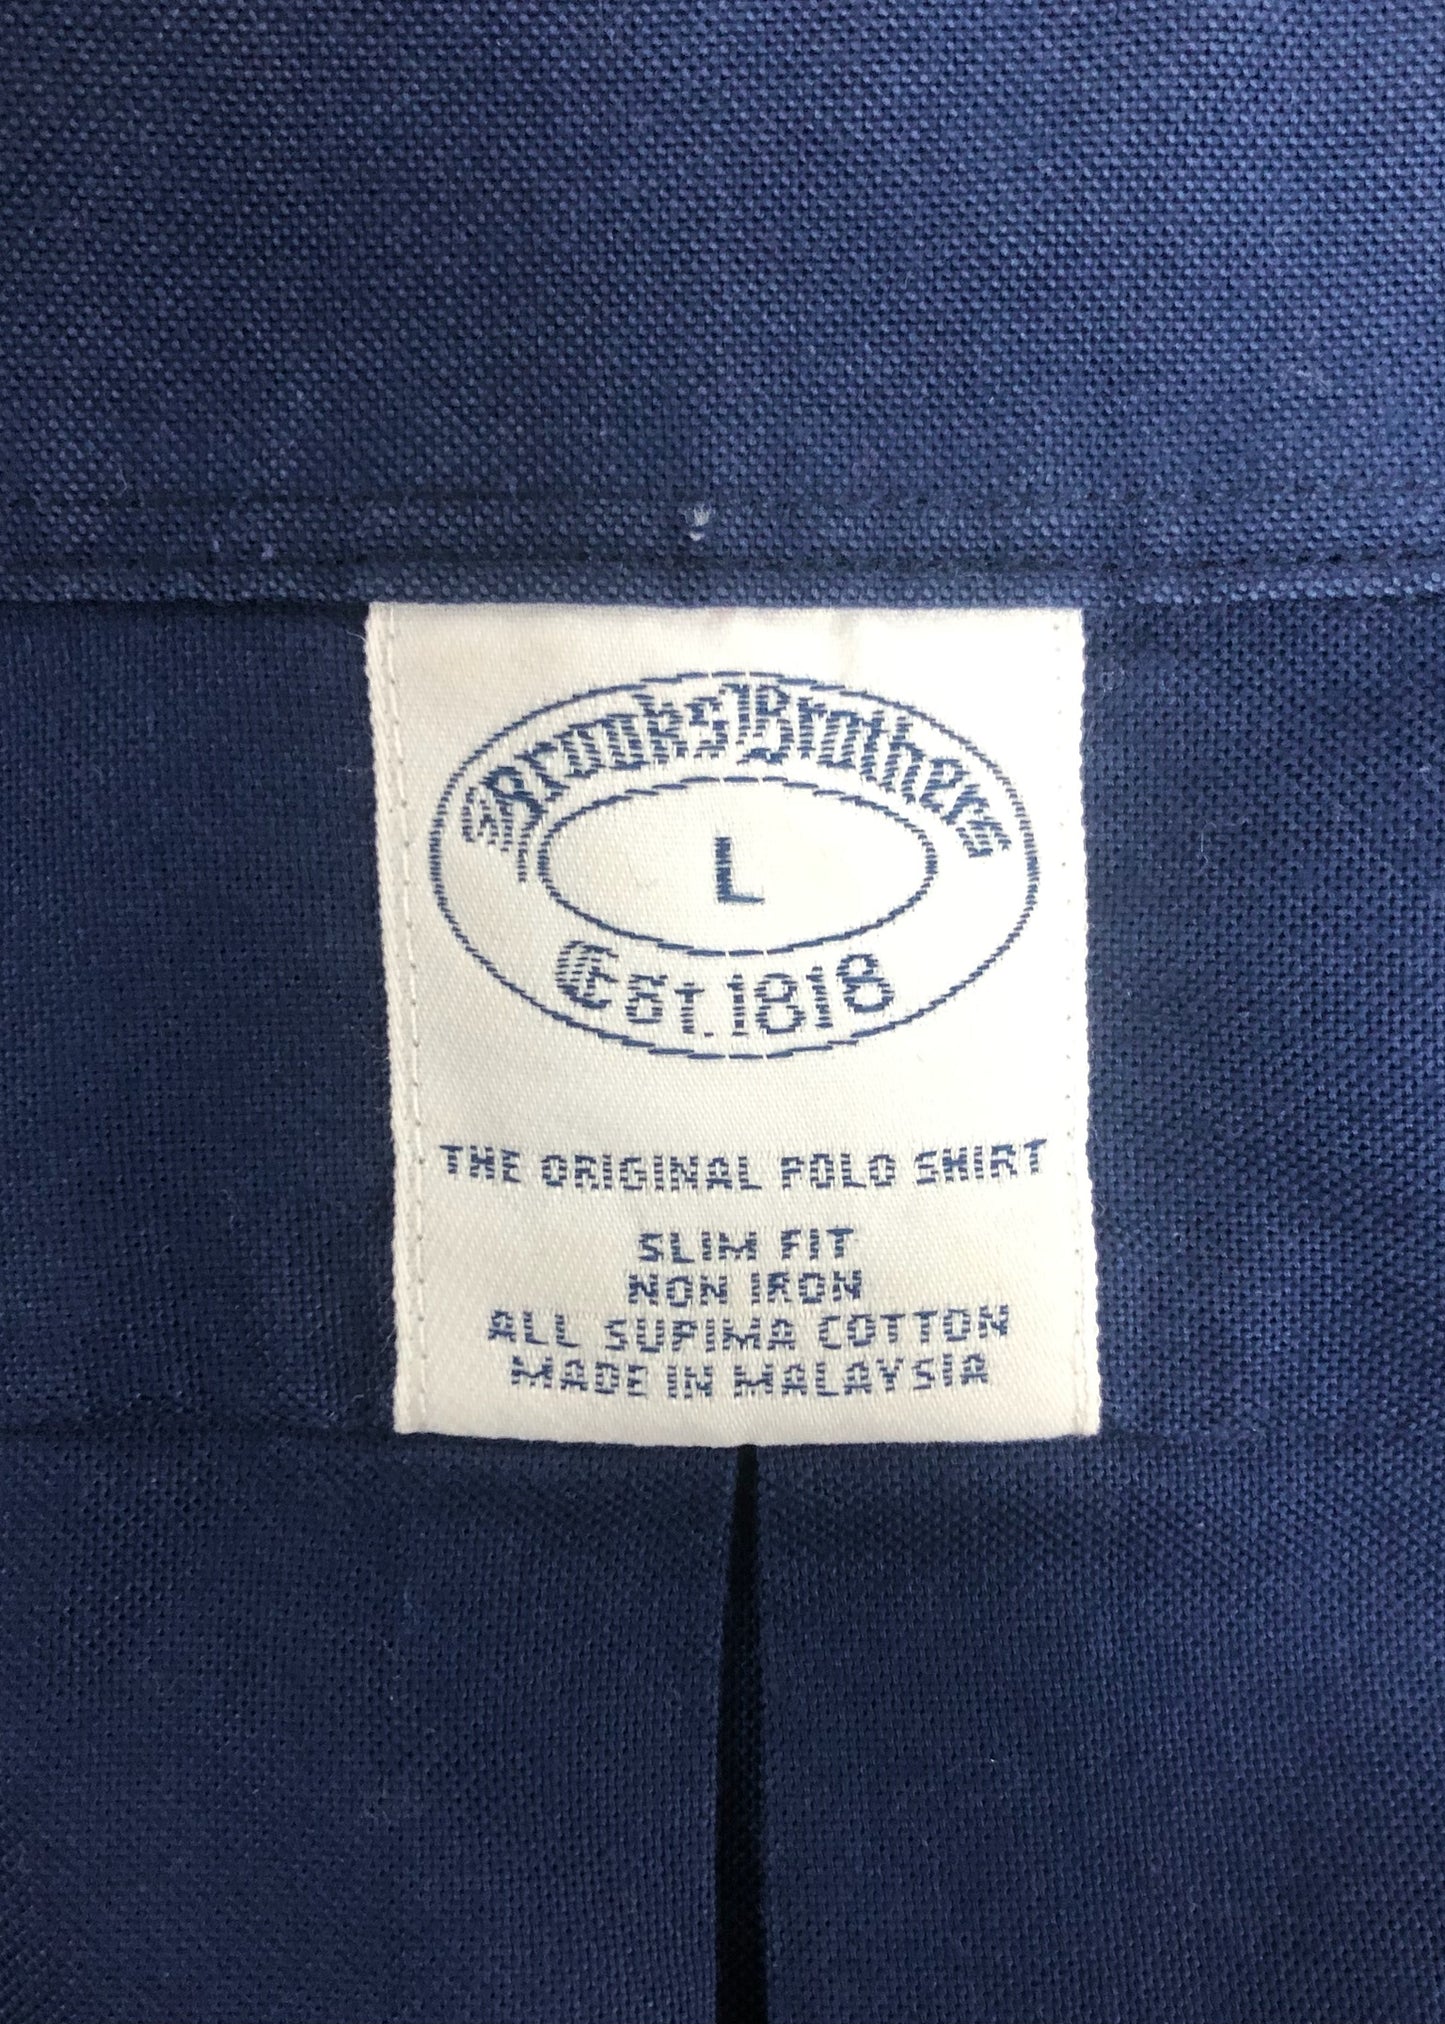 Brooks Brothers
L
Est. 1818
THE ORIGINAL POLO SHIRT
SLIM FIT
NON IRON
ALL SUPIMA COTTON
MADE IN MALAYSIA